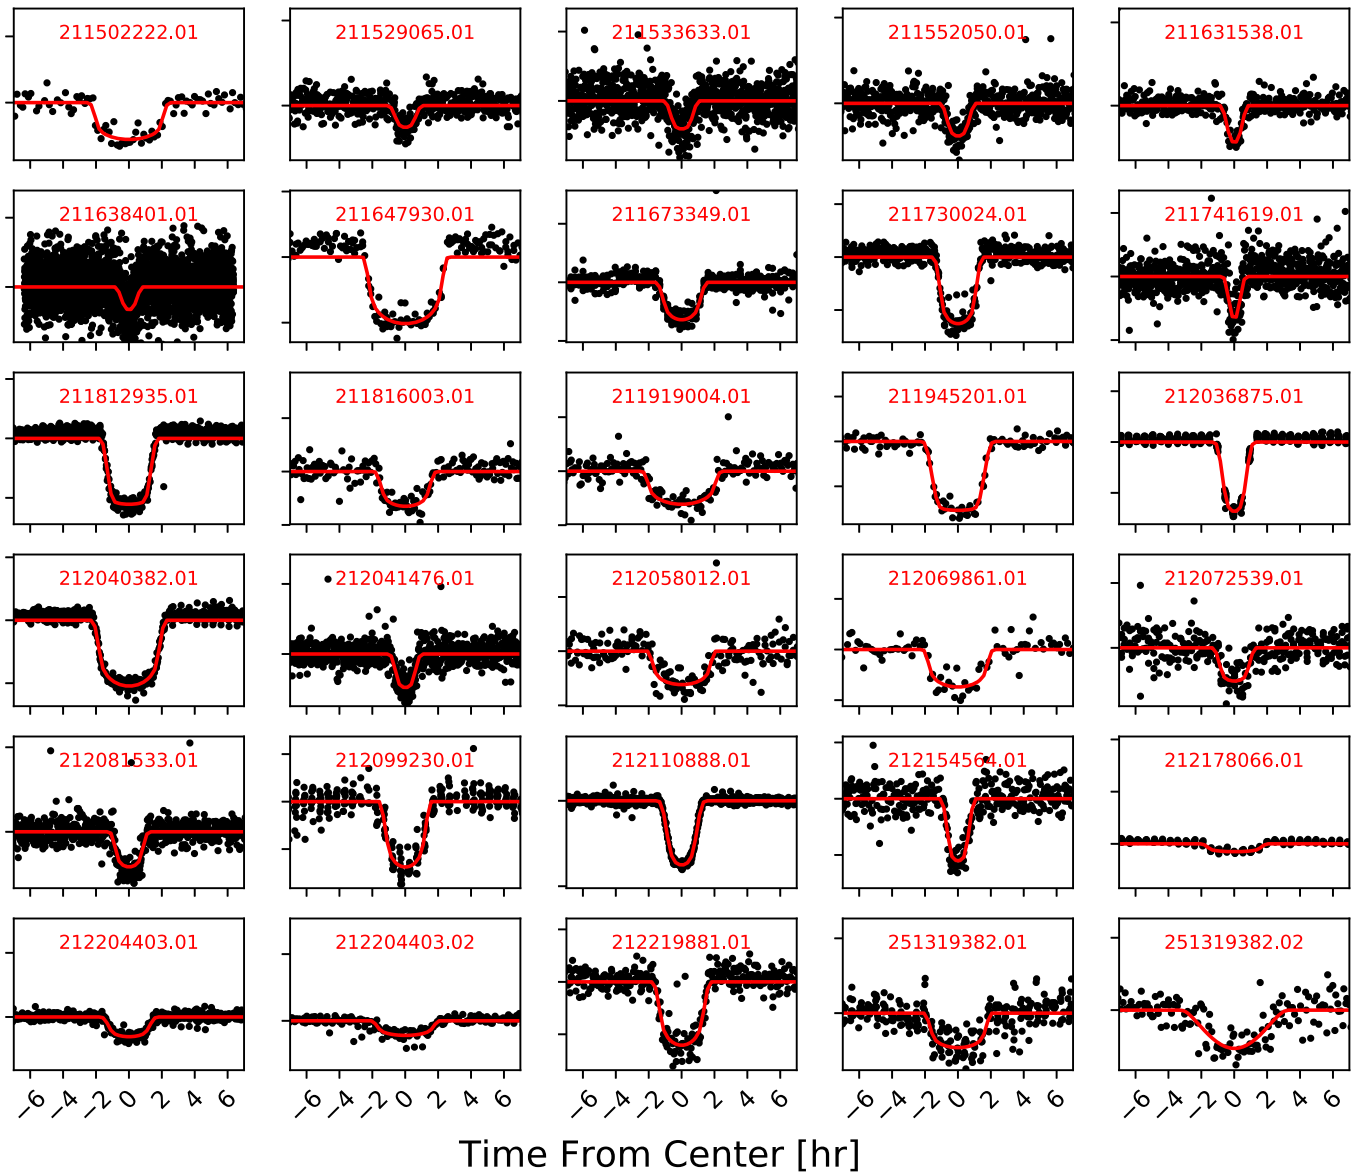 211502222.01 211529065.01 211533633.01 211552050.01 211631538.01
211638401.01 211647930.01 211673349.01 211730024.01 211741619.01
211812935.01 211816003.01 211919004.01 211945201.01 212036875.01
212040382.01 212041476.01 212058012.01 212069861.01 212072539.01
212081533.01 212099230.01 212110888.01 212154564.01 212178066.01
212204403.01 212204403.02 212219881.01 251319382.01 251319382.02
−6 −4 −2 0 2 4 6 −6 −4 −2 0 2 4 6 −6 −4 −2 0 2 4 6 −6 −4 −2 0 2 4 6 −6 −4 −2 0 2 4 6
Time From Center [hr]